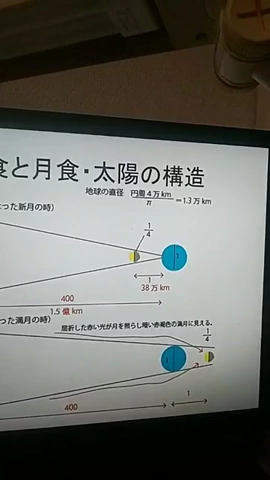 食と月食・太陽の構造
地球の直径 円周４万 km / π ＝1.3 万 km
った新月の時）
1/4
1
1
38万 km
400
1.5 億 km
った満月の時）
屈折した赤い光が月を照らし暗い赤褐色の満月に見える。
1/4
1
1
400